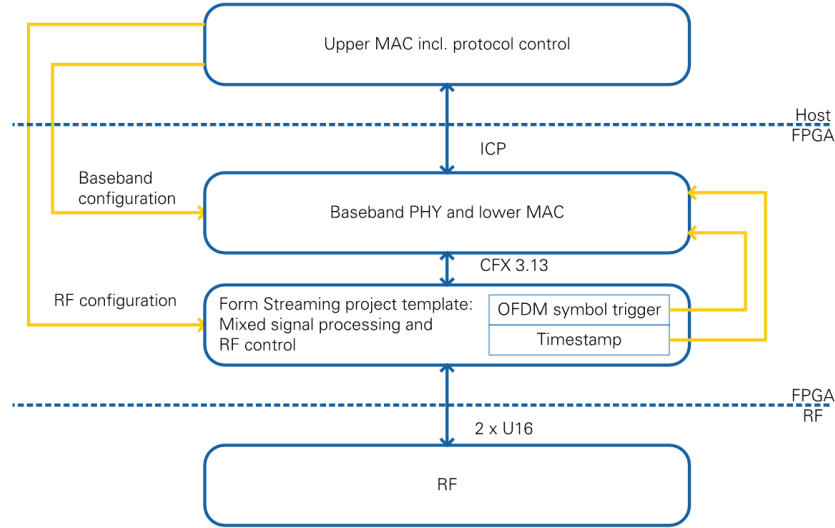 Upper MAC incl. protocol control
Host
FPGA
ICP
Baseband
configuration
Baseband PHY and lower MAC
CFX 3.13
RF configuration
Form Streaming project template:
Mixed signal processing and
RF control
OFDM symbol trigger
Timestamp
FPGA
RF
2 x U16
RF